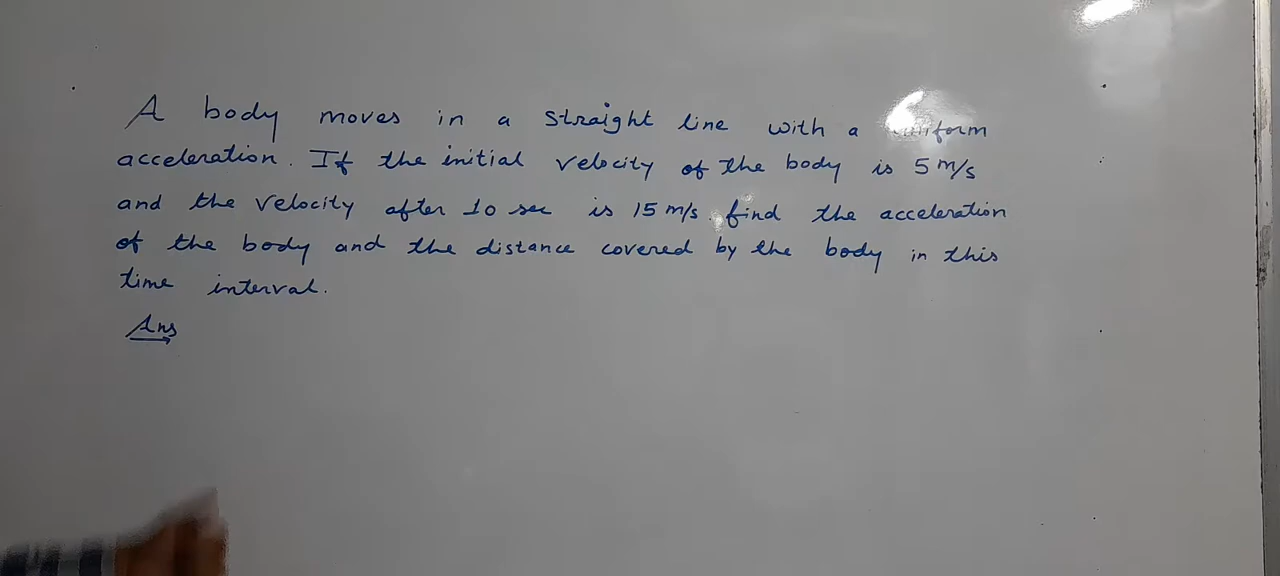 A body moves in a straight line with a uniform
acceleration. If the initial velocity of the body is 5 m/s
and the velocity after 10 sec is 15 m/s. find the acceleration
of the body and the distance covered by the body in this
time interval.
Ans